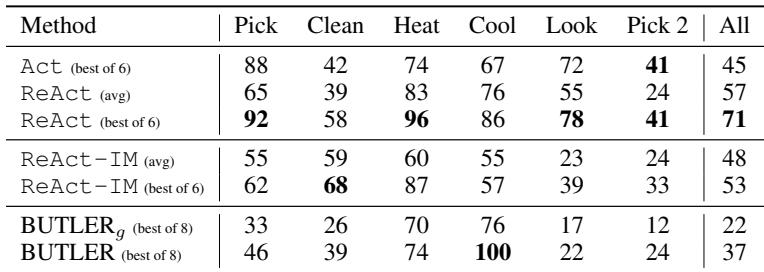 Method Pick Clean Heat Cool Look Pick 2 All
Act (best of 6) 88 42 74 67 72 41 45
ReAct (avg) 65 39 83 76 55 24 57
ReAct (best of 6) 92 58 96 86 78 41 71
ReAct-IM (avg) 55 59 60 55 23 24 48
ReAct-IM (best of 6) 62 68 87 57 39 33 53
BUTLERg (best of 8) 33 26 70 76 17 12 22
BUTLER (best of 8) 46 39 74 100 22 24 37